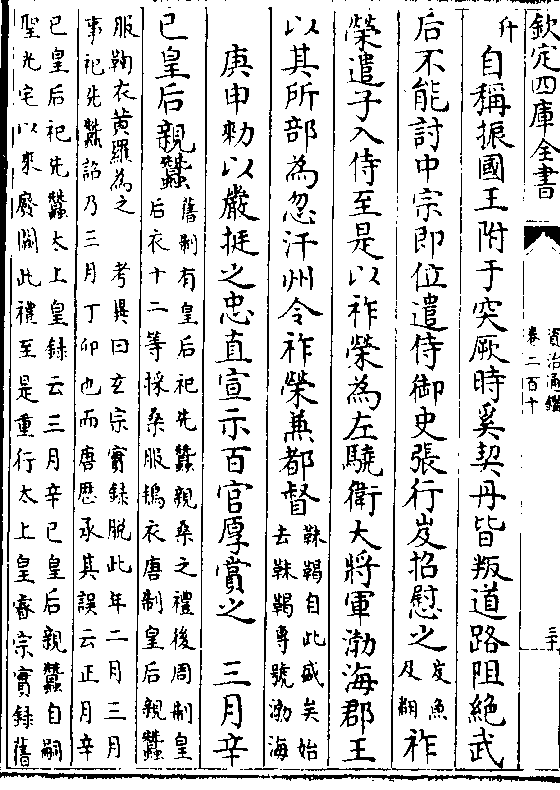 欽定四庫全書
資治通鑑
卷二百十
三十
升
自稱振國王附于突厥時奚契丹皆叛道路阻絶武
后不能討中宗即位遣侍御史張行岌招慰之
岌魚
及翻
祚
榮遣子入侍至是以祚榮為左驍衛大將軍渤海郡王
以其所部為忽汗州令祚榮兼都督
靺鞨自此盛矣始
去靺鞨専號渤海
庚申勑以嚴挺之忠直宣示百官厚賞之 三月辛
巳皇后親蠶
舊制有皇后祀先蠶親桑之禮後周制皇
后衣十二等採桑服鳪衣唐制皇后親蠶
服鞠衣黃羅為之 考異曰玄宗實録脱此年二月三月
事祀先蠶詔乃三月丁卯也而唐歴承其誤云正月辛
巳皇后祀先蠶太上皇録云三月辛巳皇后親蠶自嗣
聖光宅以來廢闕此禮至是重行太上皇睿宗實録舊